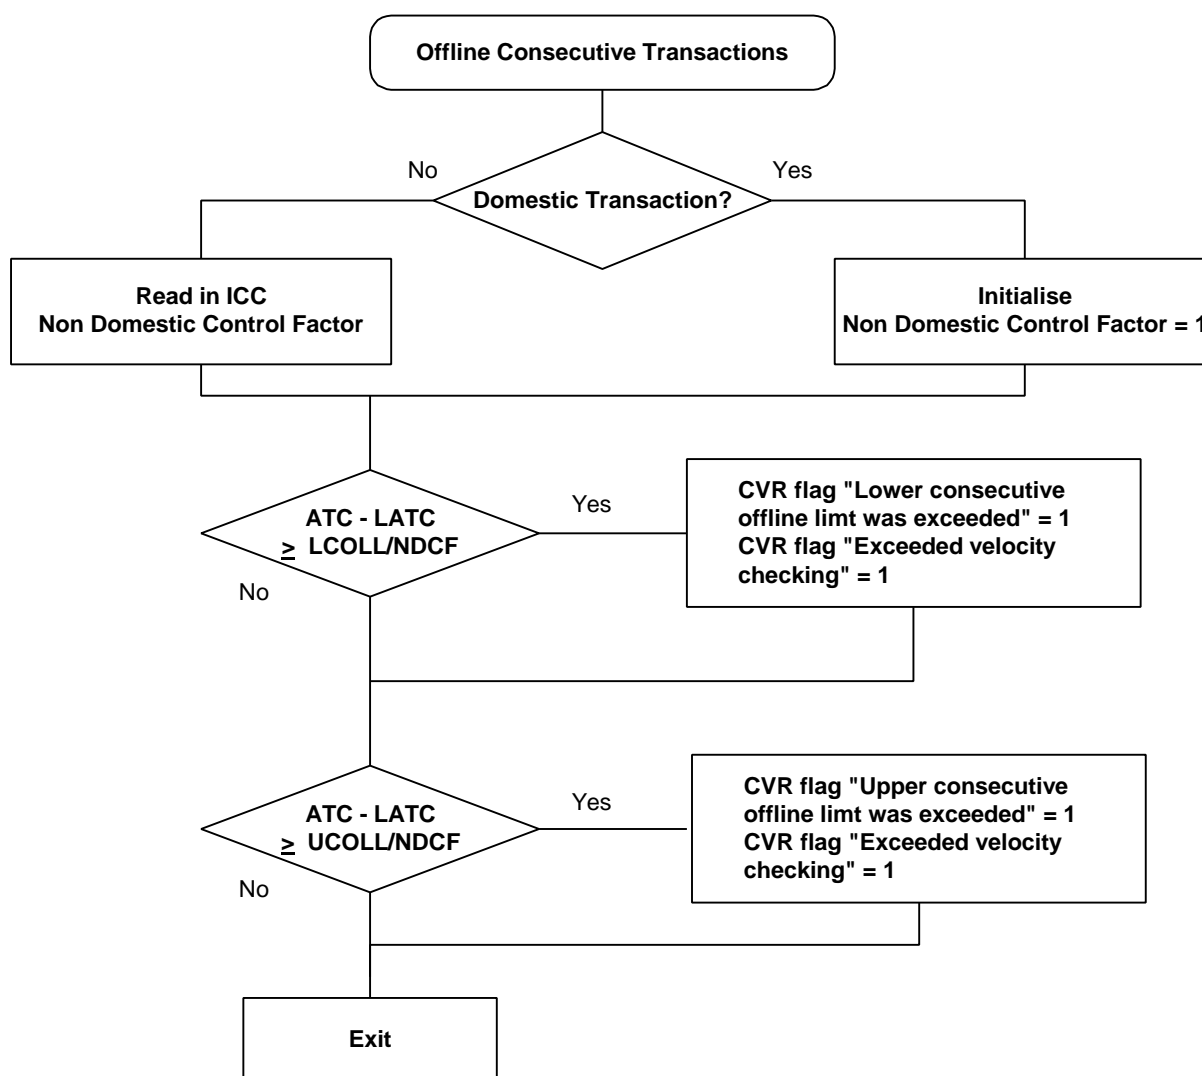 Offline Consecutive Transactions
No
Yes
Domestic Transaction?
Read in ICC
Non Domestic Control Factor
Initialise
Non Domestic Control Factor = 1
ATC - LATC
≥ LCOLL/NDCF
Yes
No
CVR flag "Lower consecutive
offline limt was exceeded" = 1
CVR flag "Exceeded velocity
checking" = 1
ATC - LATC
≥ UCOLL/NDCF
Yes
No
CVR flag "Upper consecutive
offline limt was exceeded" = 1
CVR flag "Exceeded velocity
checking" = 1
Exit